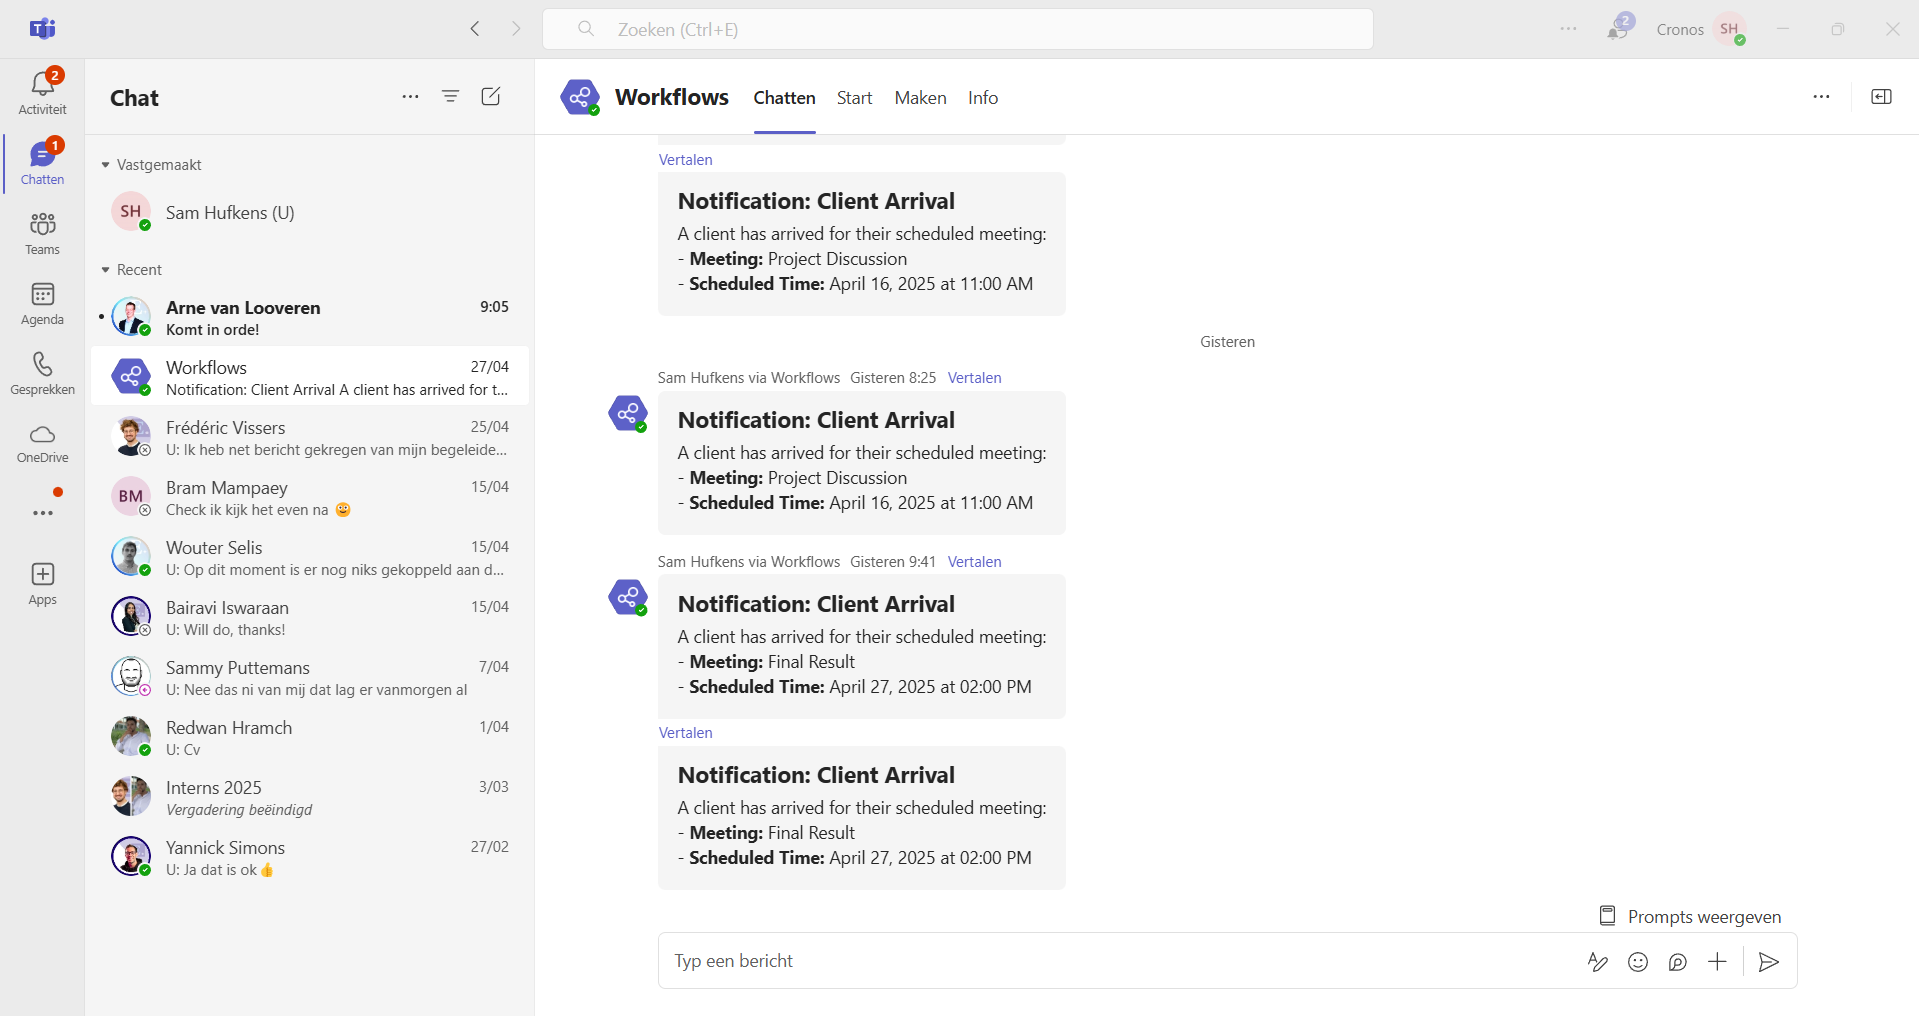 Zoeken (Ctrl+E)
2
Cronos
SH
2
Activiteit
1
Chatten
Teams
Agenda
Gesprekken
OneDrive
Apps
Chat
Vastgemaakt
SH
Sam Hufkens (U)
Recent
Arne van Looveren 9:05
Komt in orde!
Workflows 27/04
Notification: Client Arrival A client has arrived for t...
Frédéric Vissers 25/04
U: Ik heb net bericht gekregen van mijn begeleide...
BM
Bram Mampaey 15/04
Check ik kijk het even na
Wouter Selis 15/04
U: Op dit moment is er nog niks gekoppeld aan d...
Bairavi Iswaraan 15/04
U: Will do, thanks!
Sammy Puttemans 7/04
U: Nee das ni van mij dat lag er vanmorgen al
Redwan Hramch 1/04
U: Cv
Interns 2025 3/03
Vergadering beëindigd
Yannick Simons 27/02
U: Ja dat is ok👍
Workflows Chatten Start Maken Info
Vertalen
Notification: Client Arrival
A client has arrived for their scheduled meeting:
- Meeting: Project Discussion
- Scheduled Time: April 16, 2025 at 11:00 AM
Gisteren
Sam Hufkens via Workflows Gisteren 8:25 Vertalen
Notification: Client Arrival
A client has arrived for their scheduled meeting:
- Meeting: Project Discussion
- Scheduled Time: April 16, 2025 at 11:00 AM
Sam Hufkens via Workflows Gisteren 9:41 Vertalen
Notification: Client Arrival
A client has arrived for their scheduled meeting:
- Meeting: Final Result
- Scheduled Time: April 27, 2025 at 02:00 PM
Vertalen
Notification: Client Arrival
A client has arrived for their scheduled meeting:
- Meeting: Final Result
- Scheduled Time: April 27, 2025 at 02:00 PM
Prompts weergeven
Typ een bericht